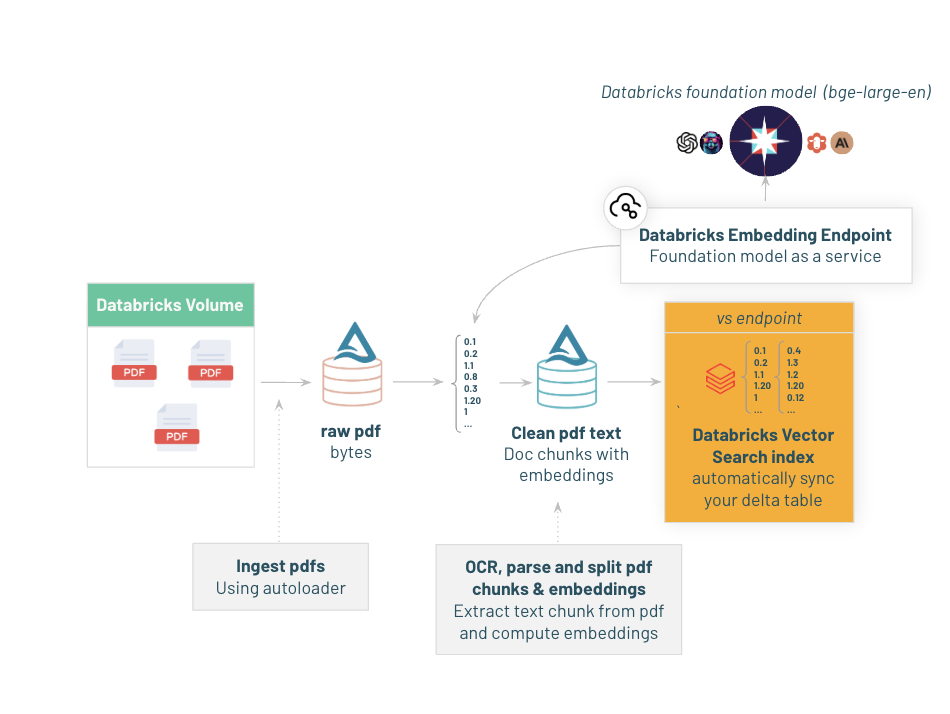 Databricks foundation model (bge-large-en)
Databricks Embedding Endpoint
Foundation model as a service
Databricks Volume
PDF
PDF
PDF
raw pdf
bytes
0.1
0.2
1.1
0.8
0.3
1.20
1
...
Clean pdf text
Doc chunks with
embeddings
vs endpoint
0.1
0.2
1.1
1.20
1
...
0.4
1.3
1.2
1.20
0.12
...
Databricks Vector
Search index
automatically sync
your delta table
Ingest pdfs
Using autoloader
OCR, parse and split pdf
chunks & embeddings
Extract text chunk from pdf
and compute embeddings